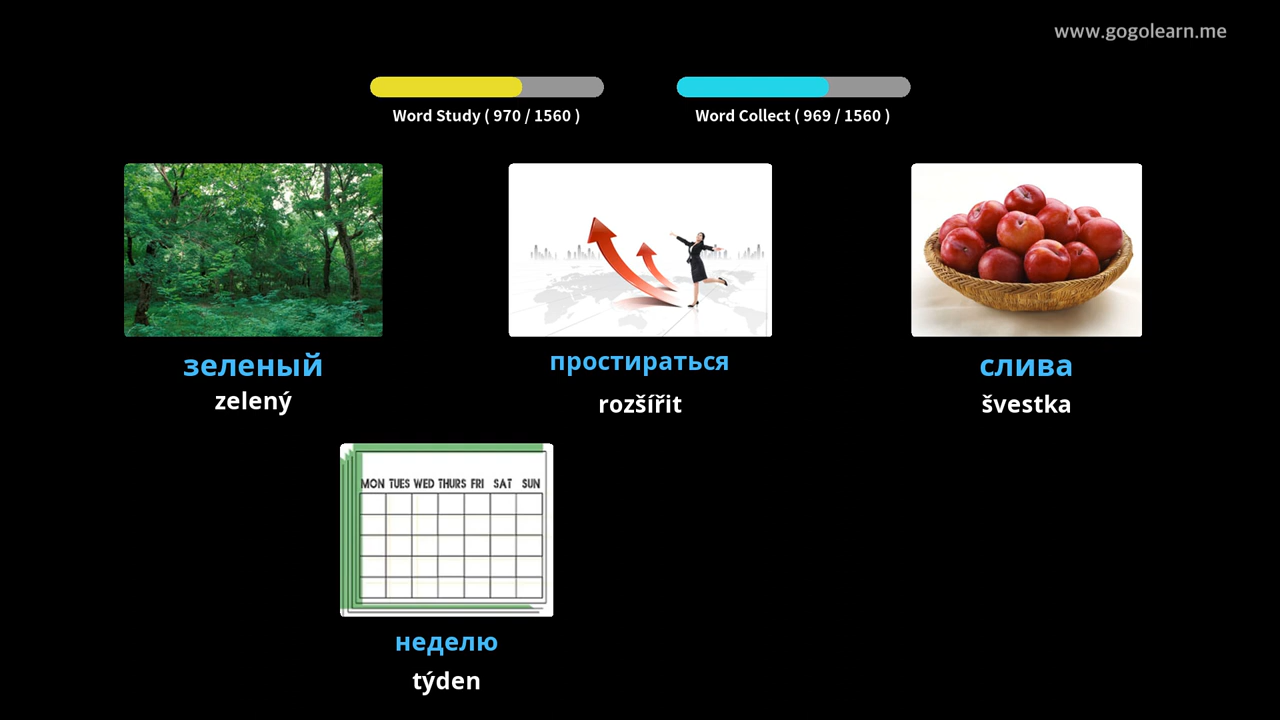 www.gogolearn.me
Word Study ( 970 / 1560 )
Word Collect ( 969 / 1560 )
зеленый
zelený
простираться
rozšířit
слива
švestka
MON TUES WED THURS FRI SAT SUN
неделю
týden